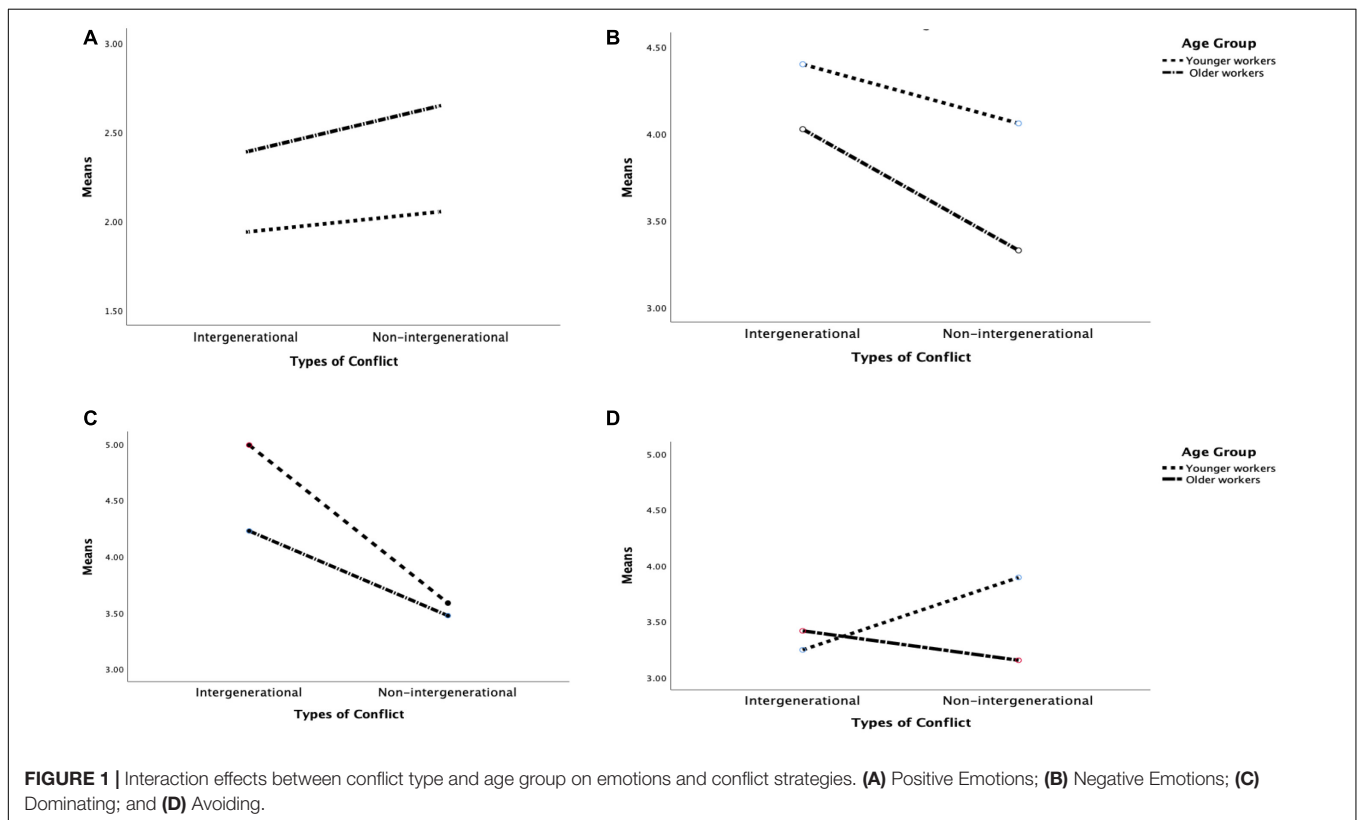 A
3.00
2.50
2.00
1.50
Means
Intergenerational
Non-intergenerational
Types of Conflict
B
4.50
4.00
3.50
3.00
Means
Intergenerational
Non-intergenerational
Types of Conflict
Age Group
Younger workers
Older workers
C
5.00
4.50
4.00
3.50
3.00
Means
Intergenerational
Non-intergenerational
Types of Conflict
D
5.00
4.50
4.00
3.50
3.00
Means
Intergenerational
Non-intergenerational
Types of Conflict
Age Group
Younger workers
Older workers
FIGURE 1 | Interaction effects between conflict type and age group on emotions and conflict strategies. (A) Positive Emotions; (B) Negative Emotions; (C)
Dominating; and (D) Avoiding.